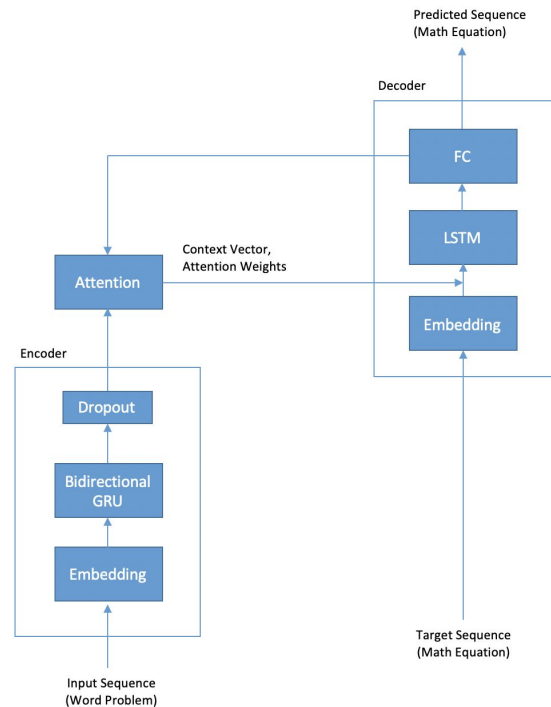 Predicted Sequence
(Math Equation)
Decoder
FC
LSTM
Context Vector,
Attention Weights
Attention
Embedding
Encoder
Dropout
Bidirectional
GRU
Embedding
Target Sequence
(Math Equation)
Input Sequence
(Word Problem)